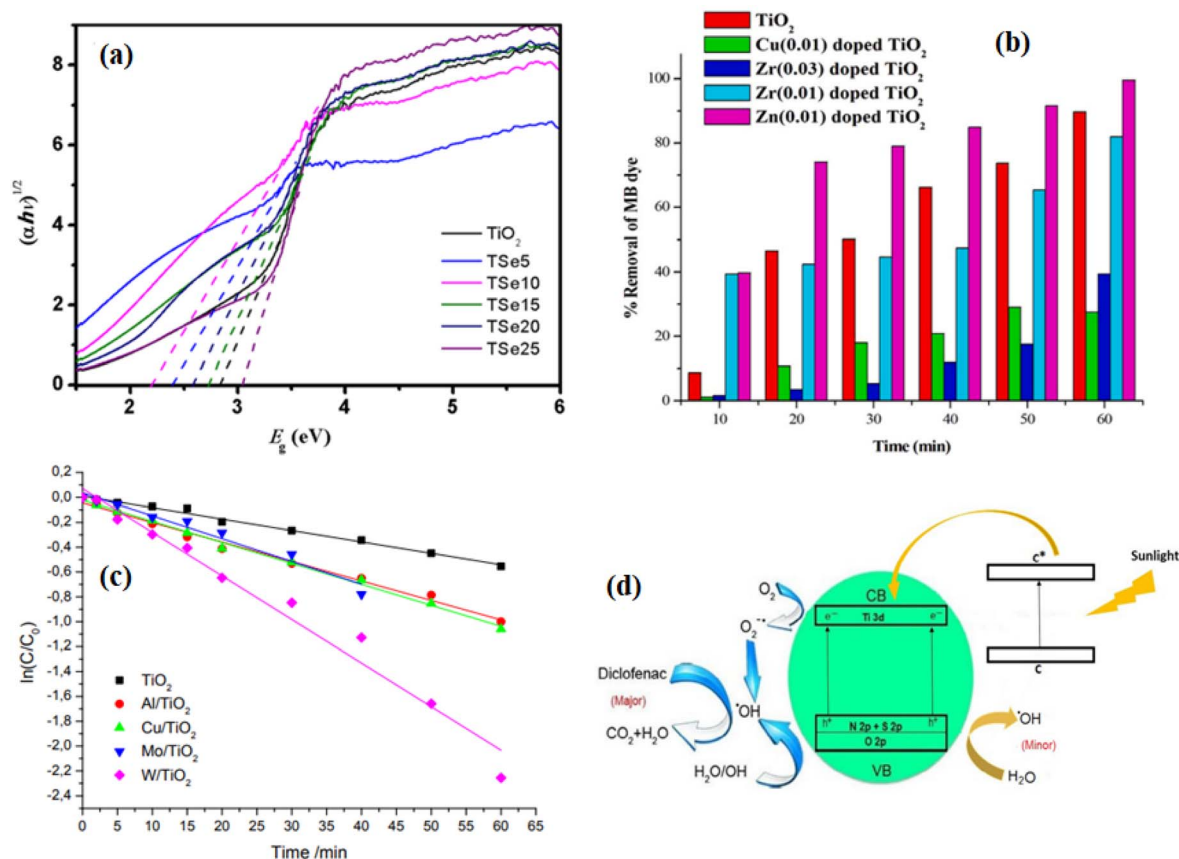 (a)
(αhν)1/2
8
6
4
2
0
TiO2
TSe5
TSe10
TSe15
TSe20
TSe25
2 3 4 5 6
Eg (eV)
(b)
TiO2
Cu(0.01) doped TiO2
Zr(0.03) doped TiO2
Zr(0.01) doped TiO2
Zn(0.01) doped TiO2
% Removal of MB dye
100
80
60
40
20
0
10 20 30 40 50 60
Time (min)
(c)
ln(C/C0)
0,2
0,0
-0,2
-0,4
-0,6
-0,8
-1,0
-1,2
-1,4
-1,6
-1,8
-2,0
-2,2
-2,4
TiO2
Al/TiO2
Cu/TiO2
Mo/TiO2
W/TiO2
0 5 10 15 20 25 30 35 40 45 50 55 60 65
Time /min
(d)
C*
Sunlight
C
O2
CB
e− e−
Ti 3d
O2−•
Diclofenac
(Major)
•OH
CO2+H2O
H2O/OH
h+ h+
N 2p + S 2p
O 2p
VB
•OH
(Minor)
H2O